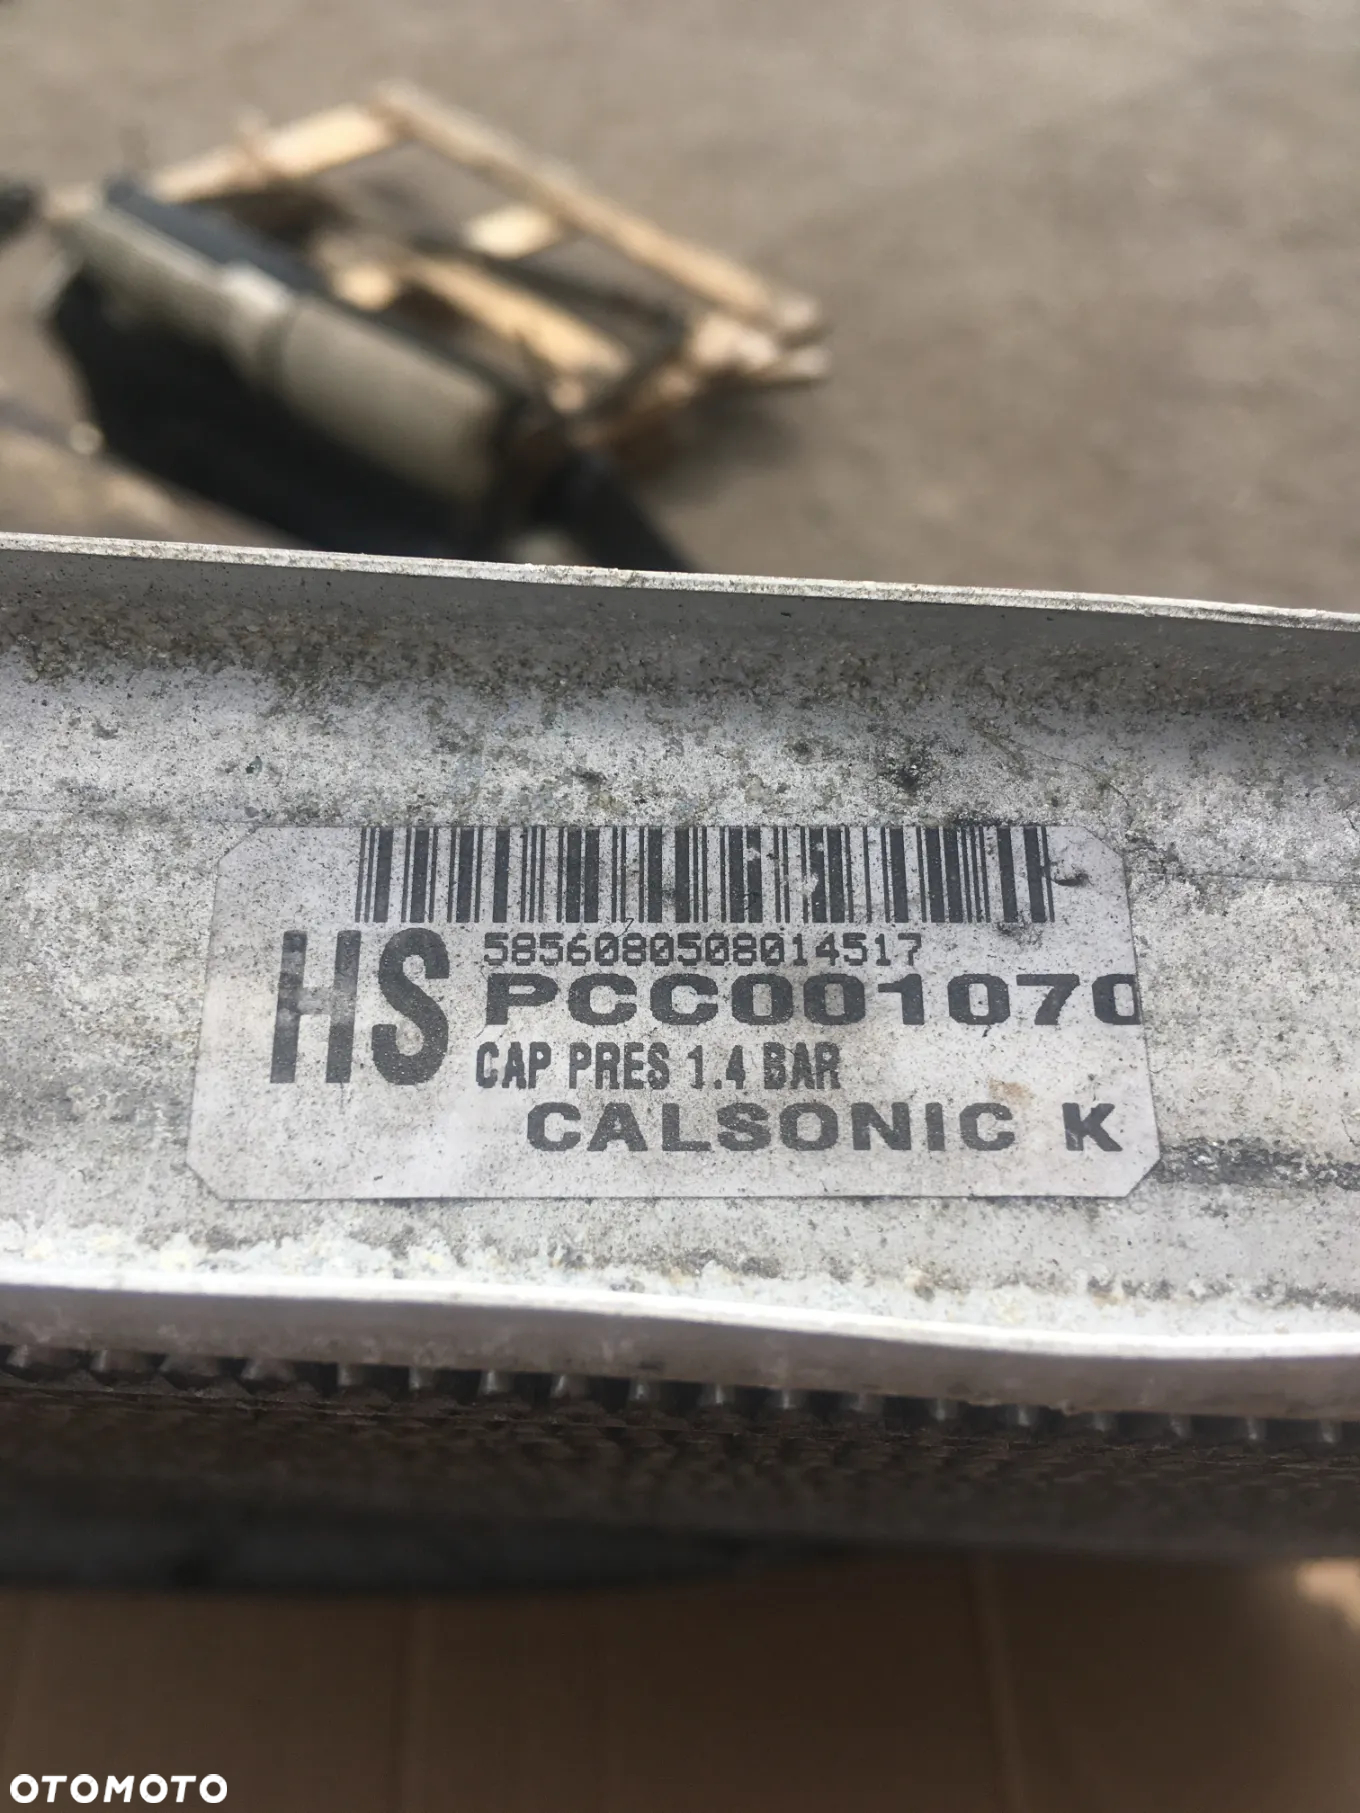 5856080508014517
HS PCC001070
CAP PRES 1.4 BAR
CALSONIC K
OTOMOTO